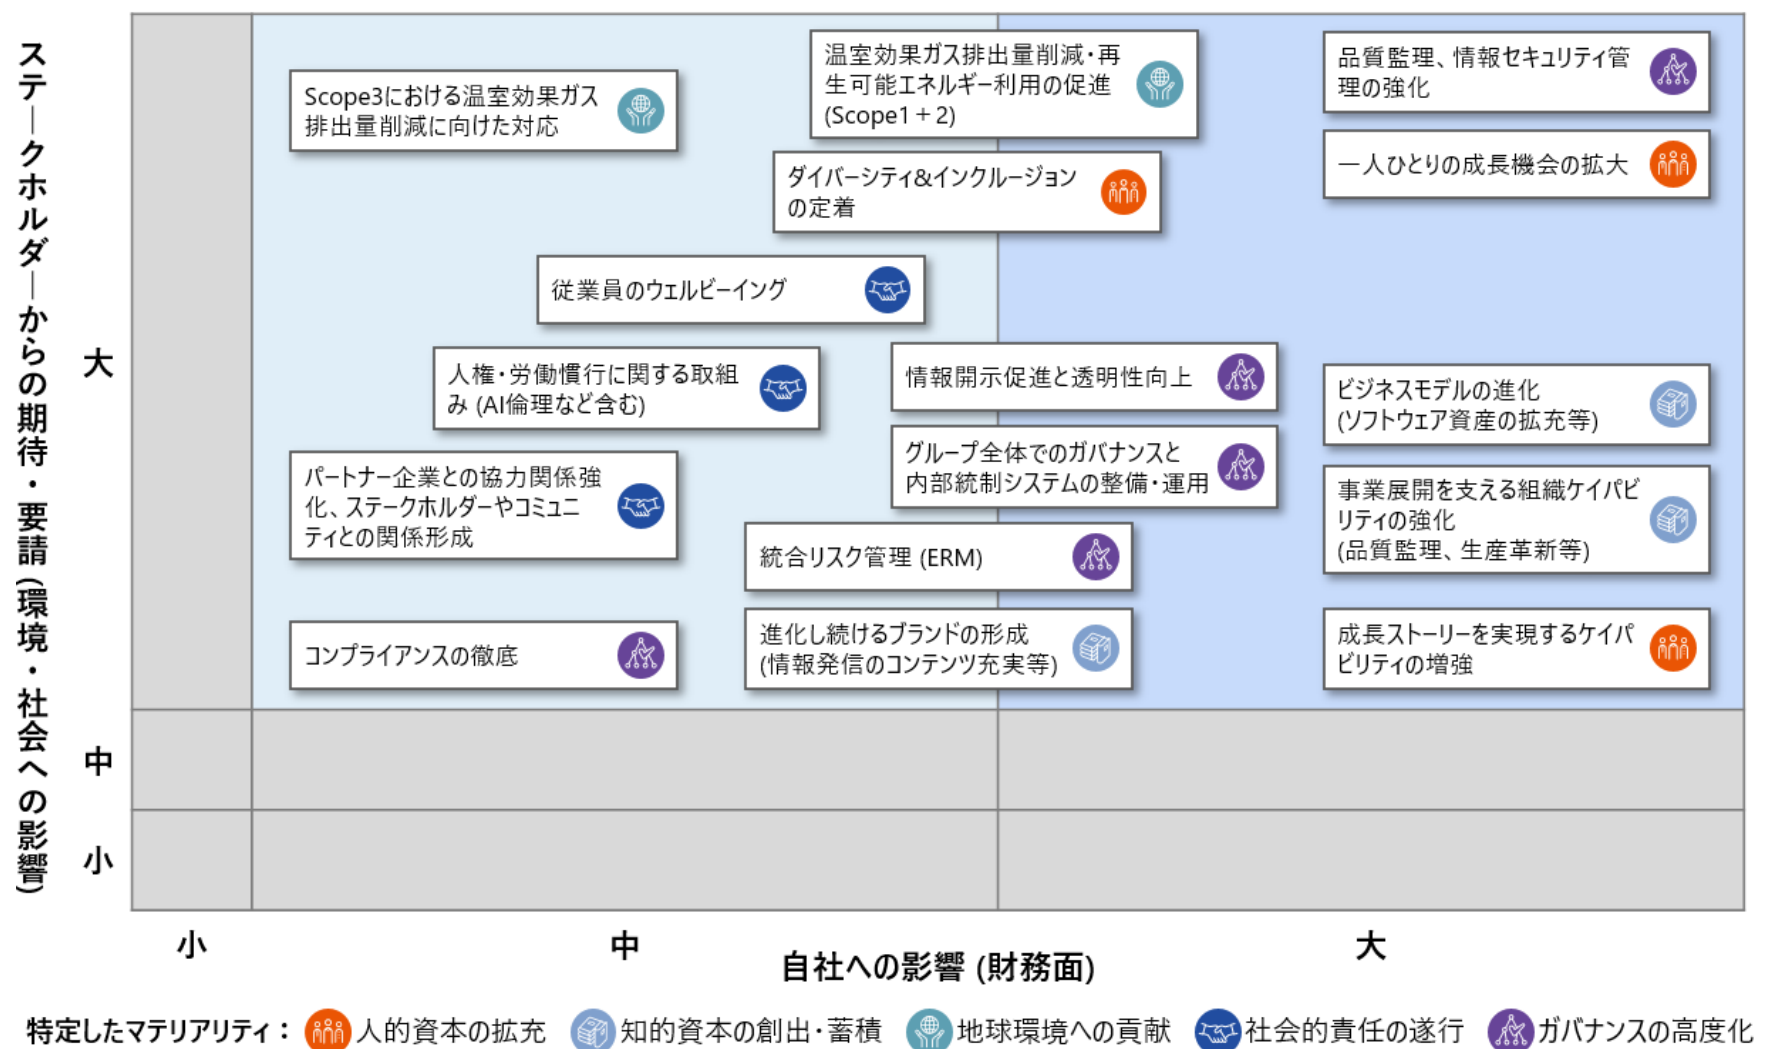 ステークホルダーからの期待・要請(環境・社会への影響)
大
中
小
Scope3における温室効果ガス
排出量削減に向けた対応
温室効果ガス排出量削減・再
生可能エネルギー利用の促進
(Scope1＋2)
品質監理、情報セキュリティ管
理の強化
ダイバーシティ&インクルージョン
の定着
一人ひとりの成長機会の拡大
従業員のウェルビーイング
人権・労働慣行に関する取組
み (AI倫理など含む)
情報開示促進と透明性向上
ビジネスモデルの進化
(ソフトウェア資産の拡充等)
パートナー企業との協力関係強
化、ステークホルダーやコミュニ
ティとの関係形成
グループ全体でのガバナンスと
内部統制システムの整備・運用
事業展開を支える組織ケイパビ
リティの強化
(品質監理、生産革新等)
統合リスク管理 (ERM)
コンプライアンスの徹底
進化し続けるブランドの形成
(情報発信のコンテンツ充実等)
成長ストーリーを実現するケイパ
ビリティの増強
小
中
大
自社への影響 (財務面)
特定したマテリアリティ： 人的資本の拡充 知的資本の創出・蓄積 地球環境への貢献 社会的責任の遂行 ガバナンスの高度化